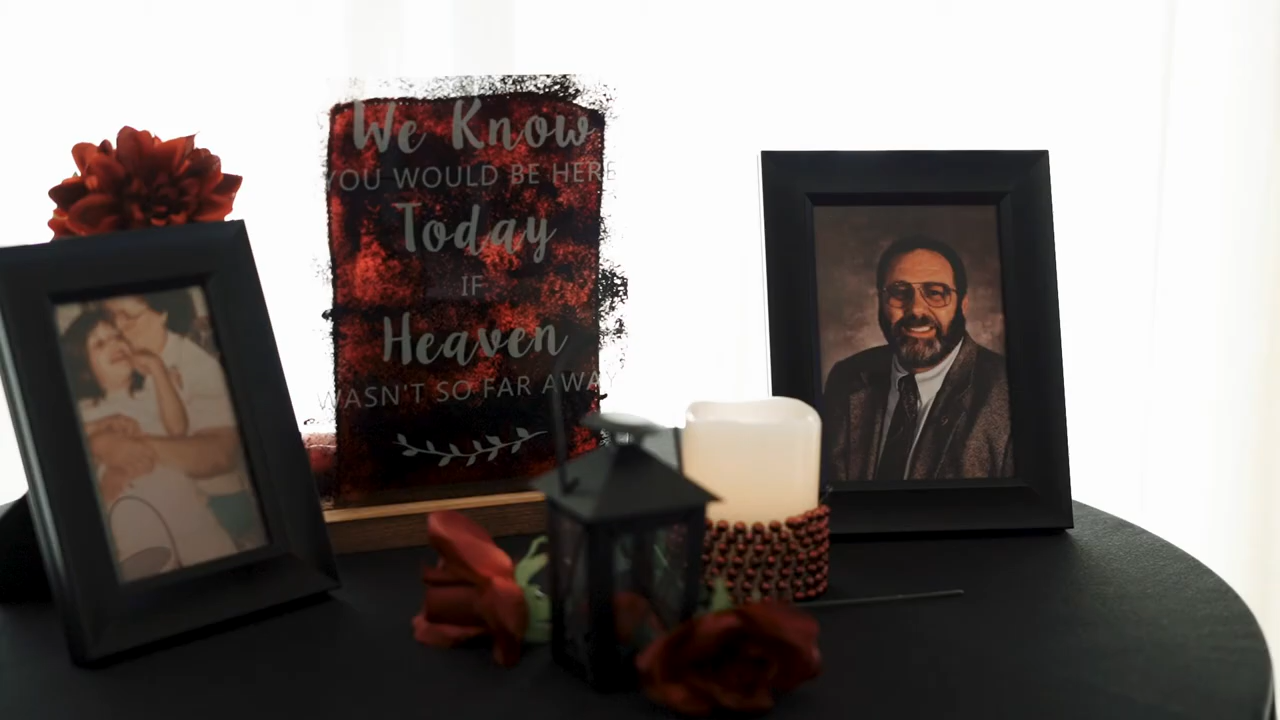 We Know
YOU WOULD BE HERE
Today
IF
Heaven
WASN'T SO FAR AWAY